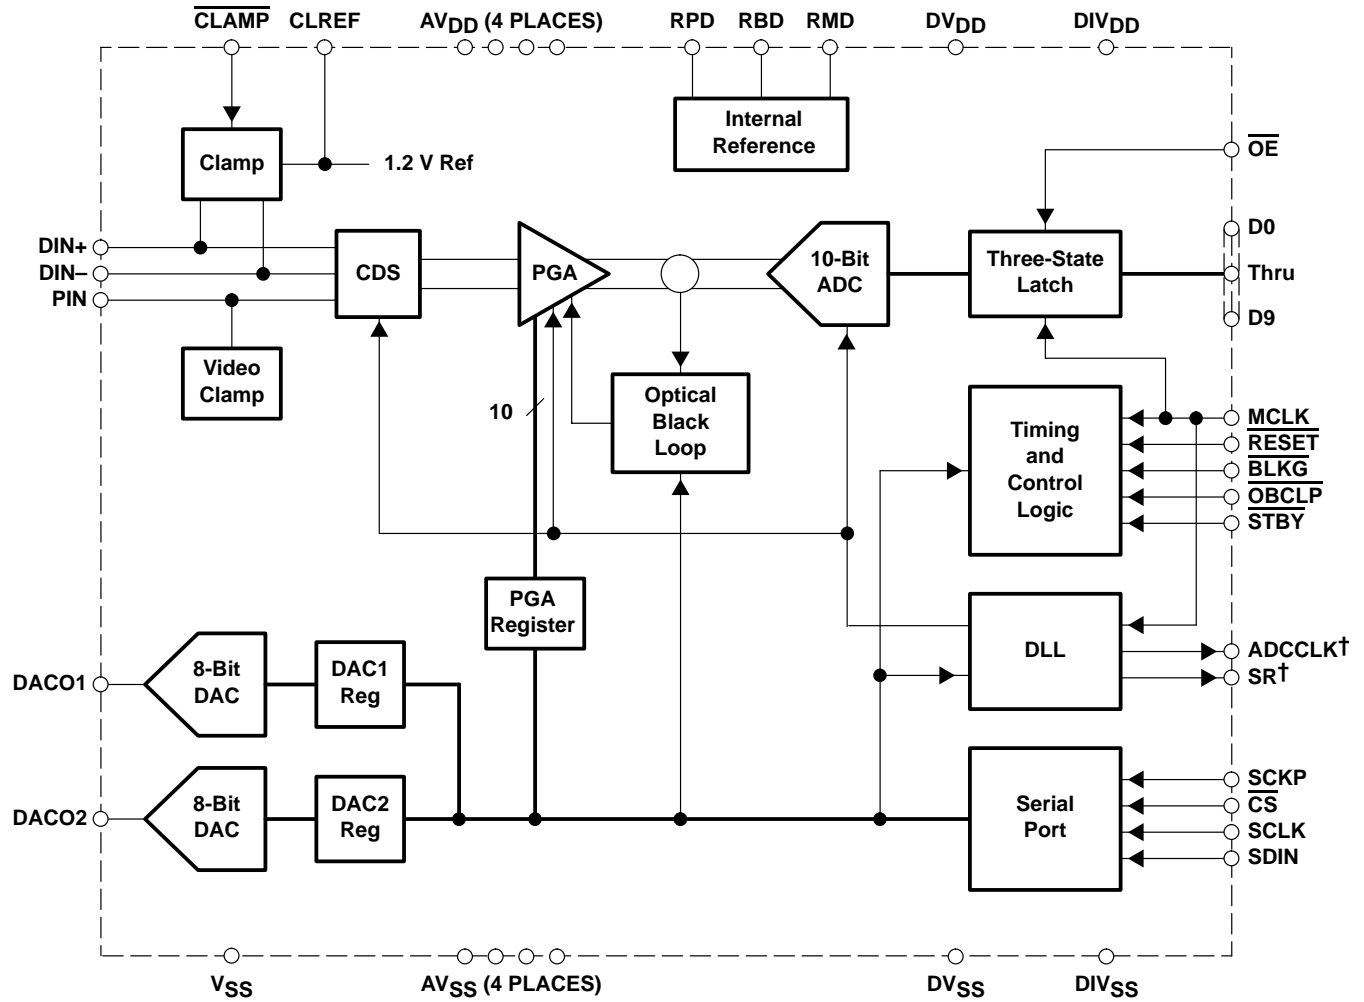 CLAMP CLREF AVDD (4 PLACES) RPD RBD RMD DVDD DIVDD
Internal
Reference
OE
Clamp
1.2 V Ref
D0
DIN+
DIN–
PIN
CDS
PGA
10-Bit
ADC
Three-State
Latch
Thru
D9
Video
Clamp
10
Optical
Black
Loop
Timing
and
Control
Logic
MCLK
RESET
BLKG
OBCLP
STBY
PGA
Register
DLL
ADCCLK†
SR†
DACO1
8-Bit
DAC
DAC1
Reg
DACO2
8-Bit
DAC
DAC2
Reg
Serial
Port
SCKP
CS
SCLK
SDIN
VSS AVSS (4 PLACES) DVSS DIVSS